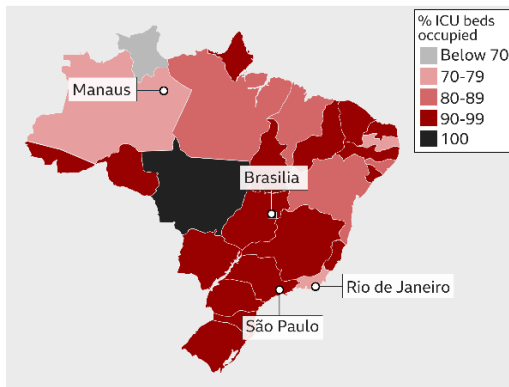 % ICU beds
occupied
Below 70
70-79
80-89
90-99
100
Manaus
Brasilia
Rio de Janeiro
São Paulo